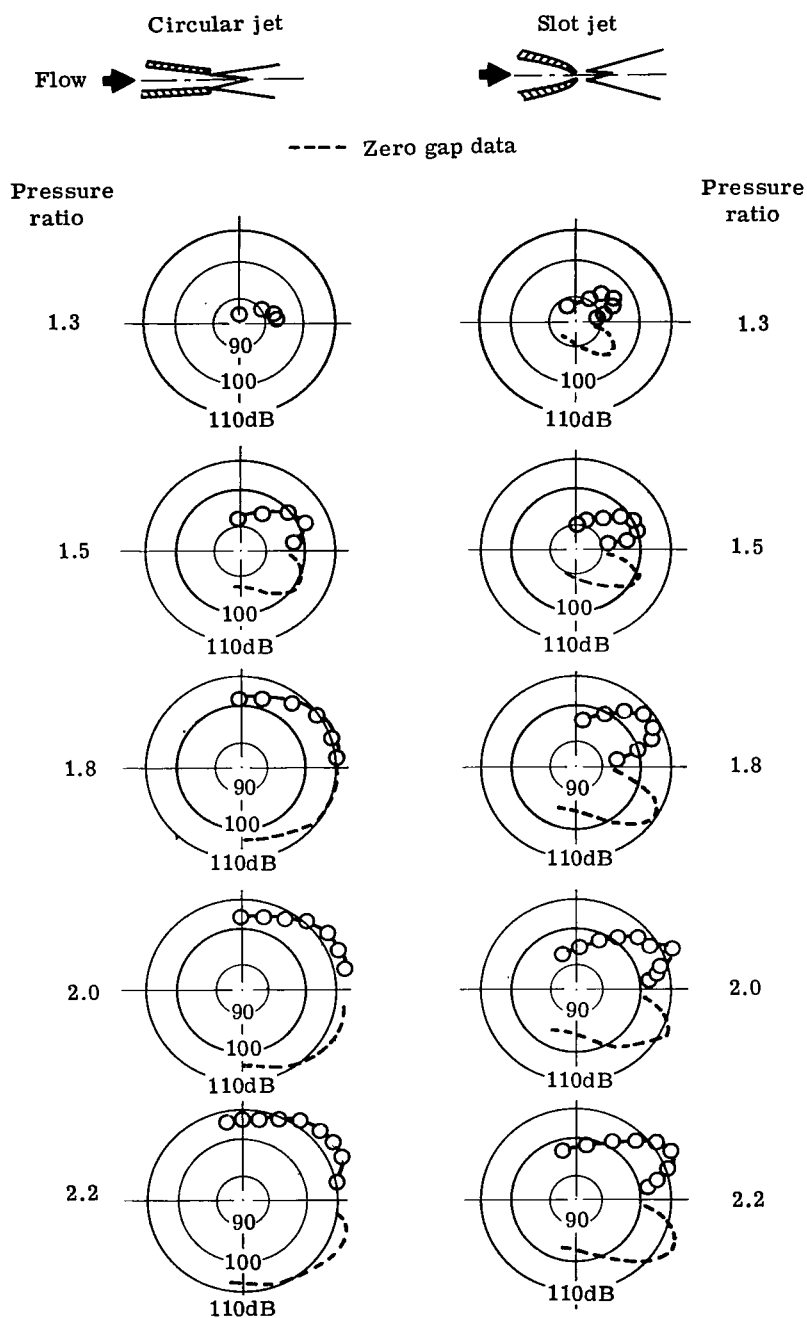 Circular jet
Slot jet
Flow
Zero gap data
Pressure
ratio
Pressure
ratio
1.3
90
100
110dB
100
110dB
1.3
1.5
100
110dB
100
110dB
1.5
1.8
90
100
110dB
90
110dB
1.8
2.0
90
100
110dB
90
110dB
2.0
2.2
90
100
110dB
90
110dB
2.2